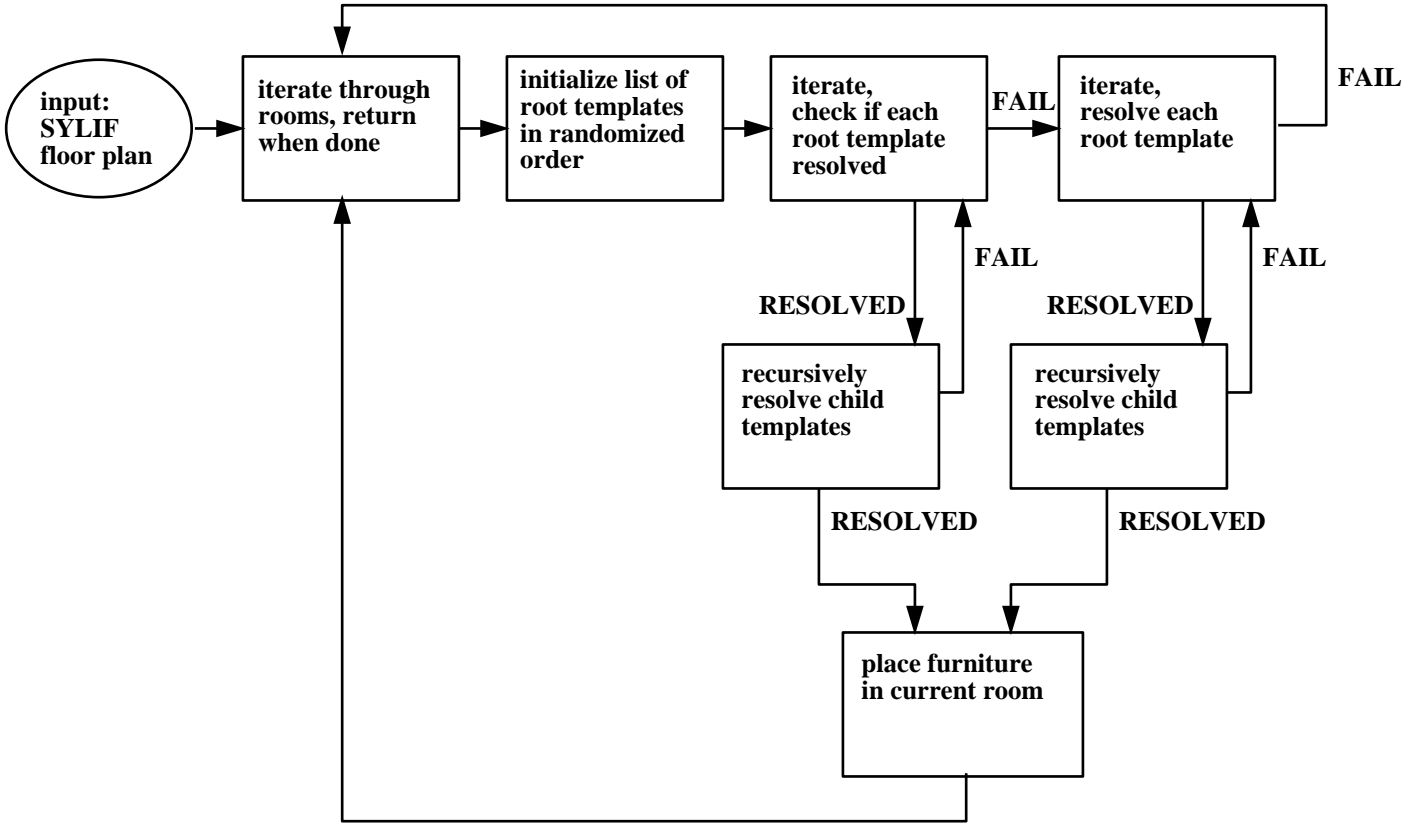 input:
SYLIF
floor plan
iterate through
rooms, return
when done
initialize list of
root templates
in randomized
order
iterate,
check if each
root template
resolved
FAIL
iterate,
resolve each
root template
FAIL
RESOLVED
FAIL
RESOLVED
FAIL
recursively
resolve child
templates
recursively
resolve child
templates
RESOLVED
RESOLVED
place furniture
in current room